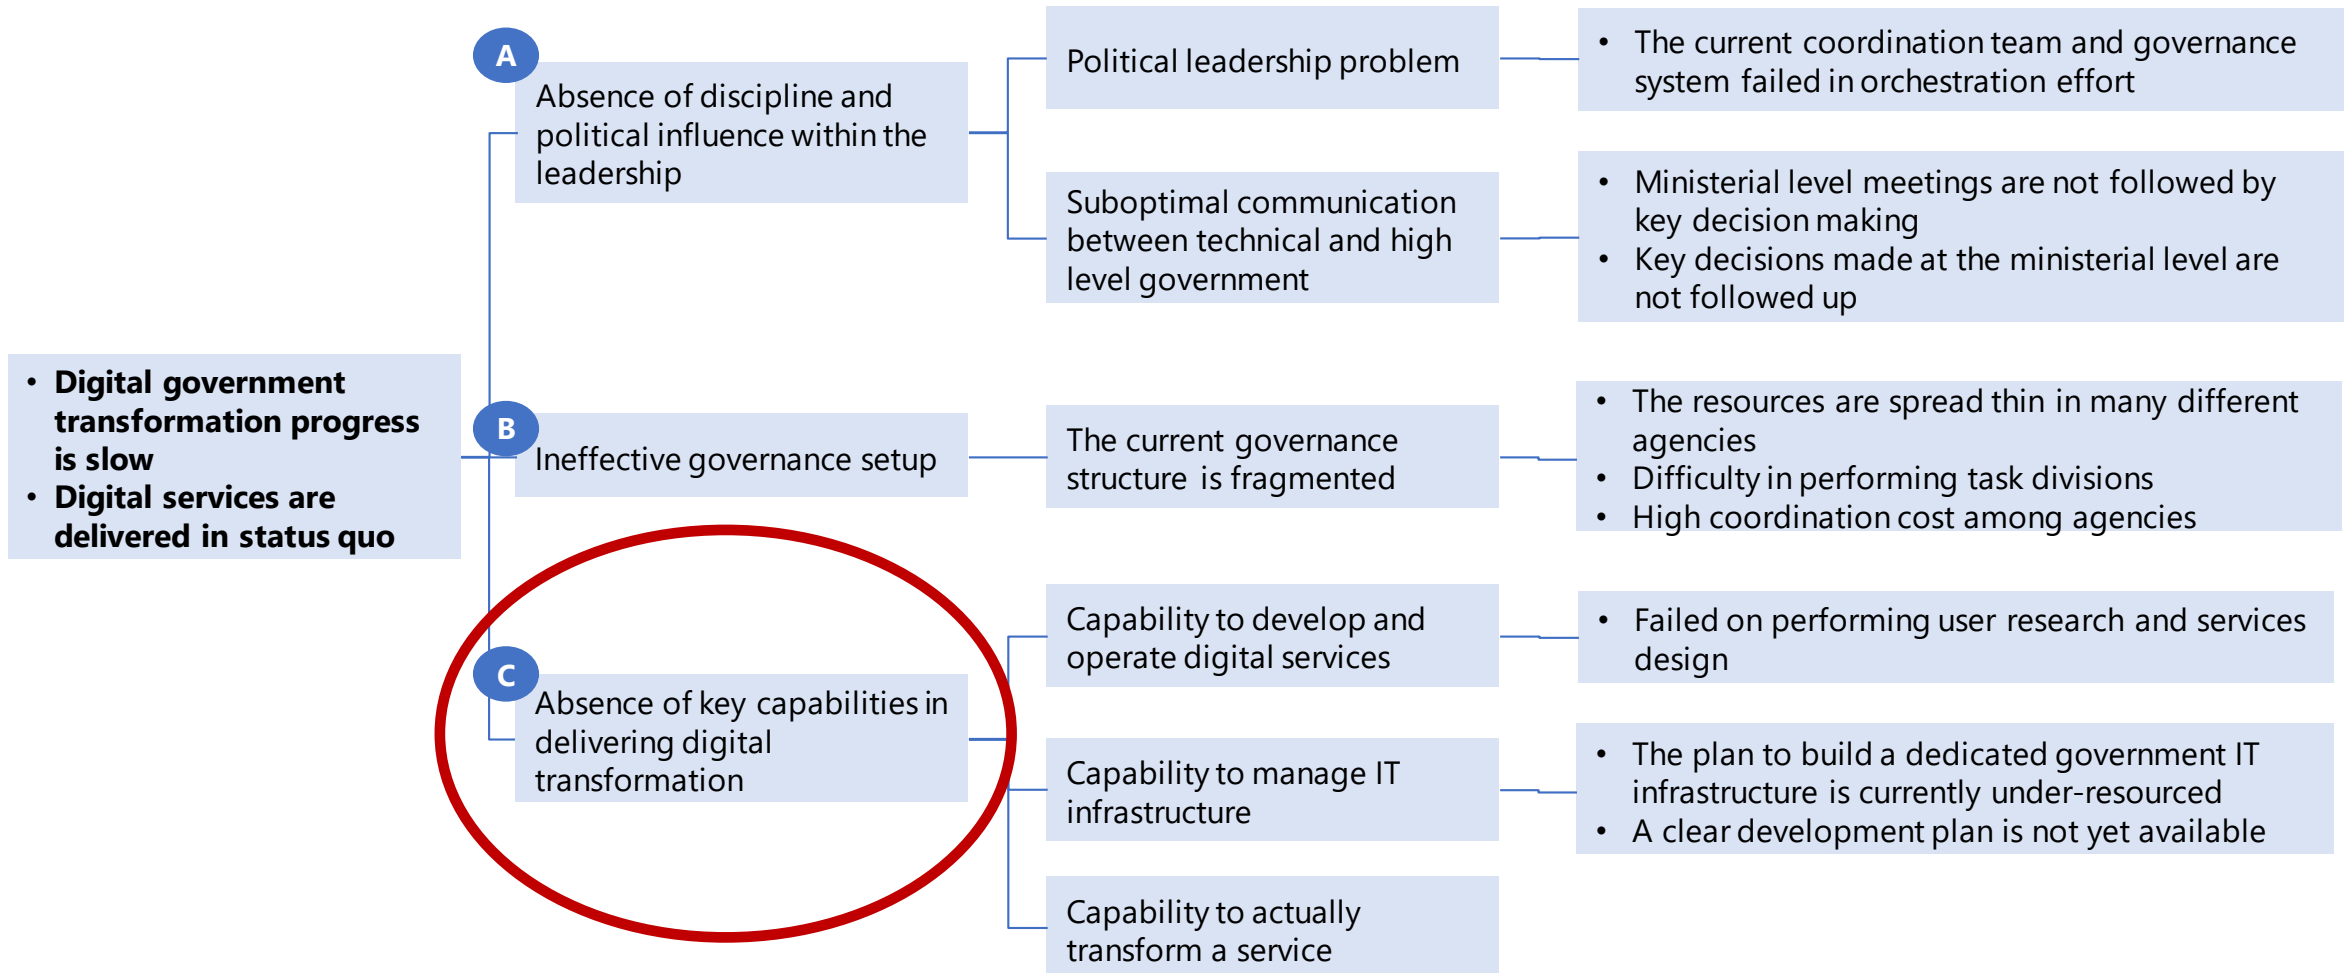 A
Absence of discipline and
political influence within the
leadership
Political leadership problem
• The current coordination team and governance
system failed in orchestration effort
Suboptimal communication
between technical and high
level government
• Ministerial level meetings are not followed by
key decision making
• Key decisions made at the ministerial level are
not followed up
• Digital government
transformation progress
is slow
• Digital services are
delivered in status quo
B
Ineffective governance setup
The current governance
structure is fragmented
• The resources are spread thin in many different
agencies
• Difficulty in performing task divisions
• High coordination cost among agencies
C
Absence of key capabilities in
delivering digital
transformation
Capability to develop and
operate digital services
• Failed on performing user research and services
design
Capability to manage IT
infrastructure
• The plan to build a dedicated government IT
infrastructure is currently under-resourced
• A clear development plan is not yet available
Capability to actually
transform a service